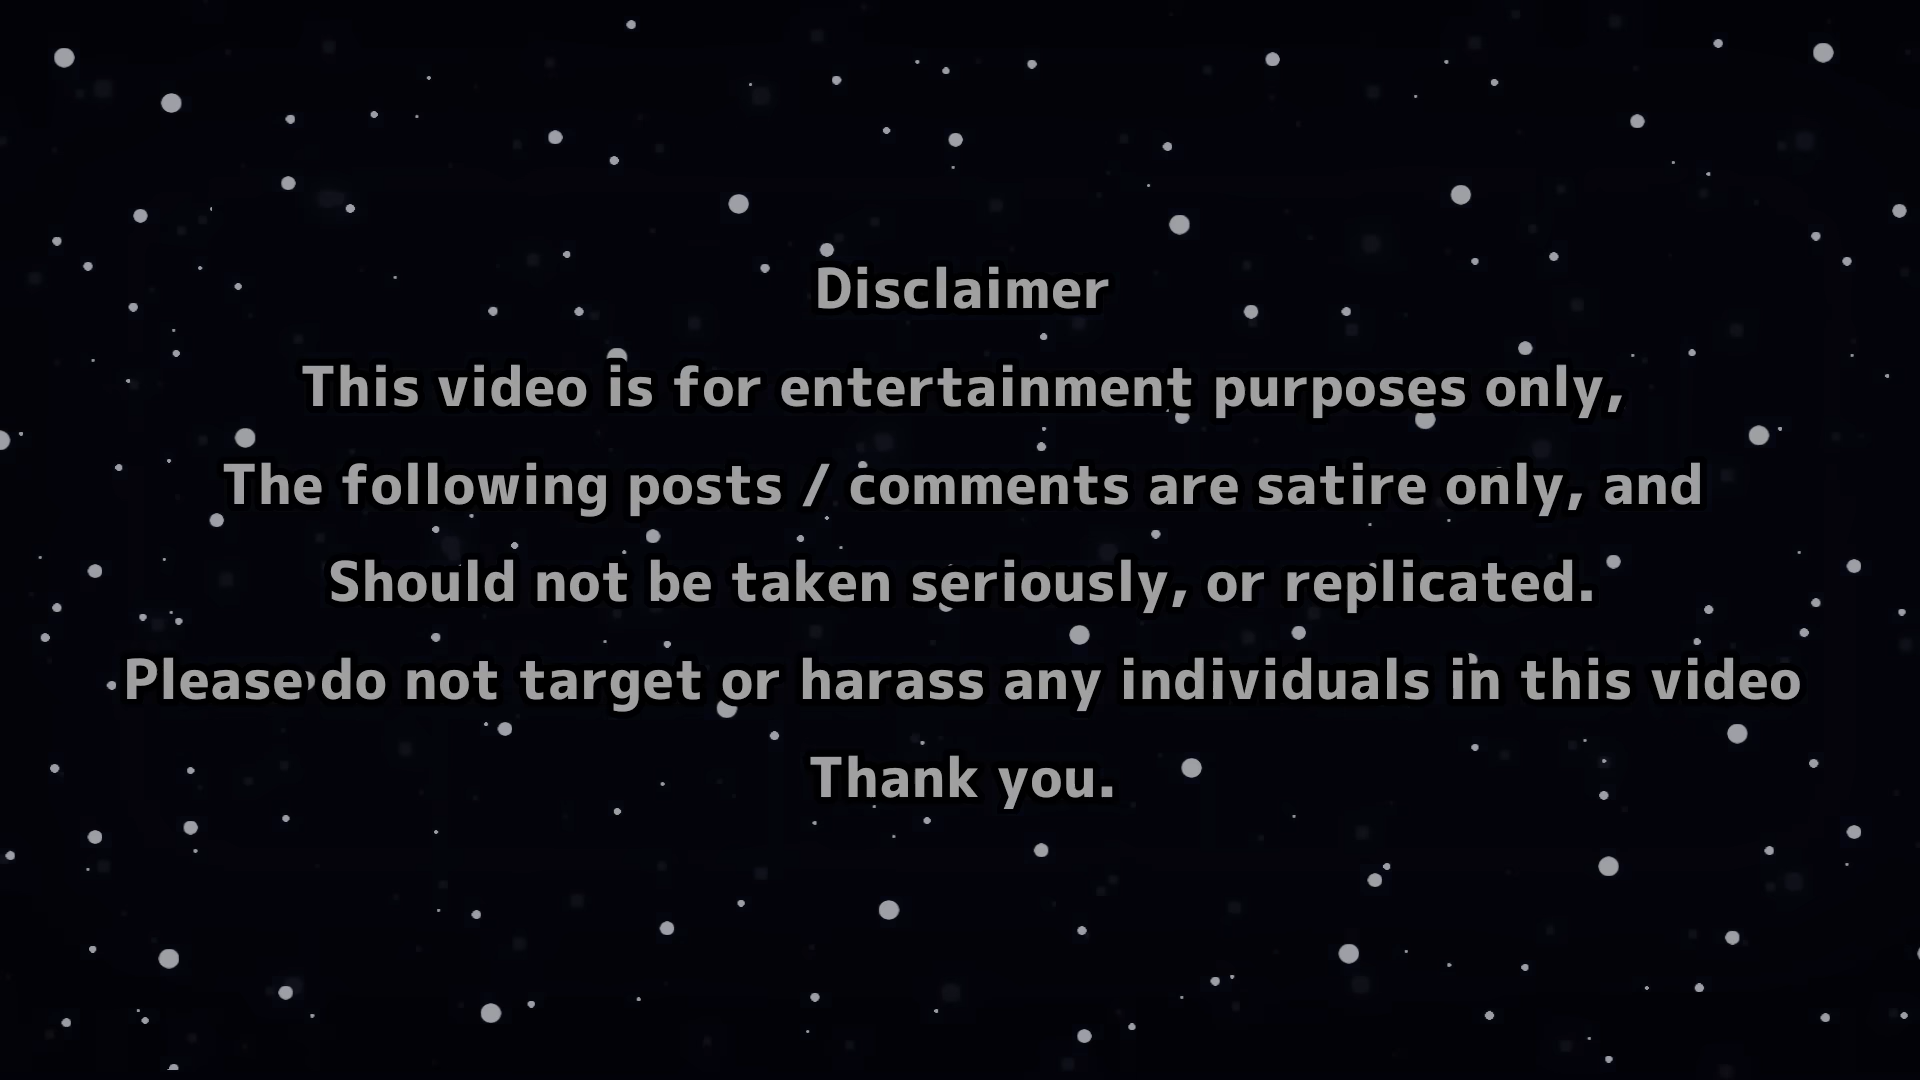 Disclaimer
This video is for entertainment purposes only,
The following posts / comments are satire only, and
Should not be taken seriously, or replicated.
Please do not target or harass any individuals in this video
Thank you.